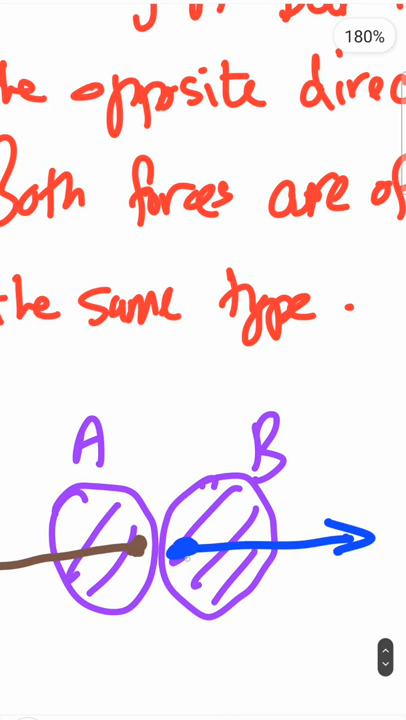 180%
the opposite direc
Both forces are of
the same type.
A B